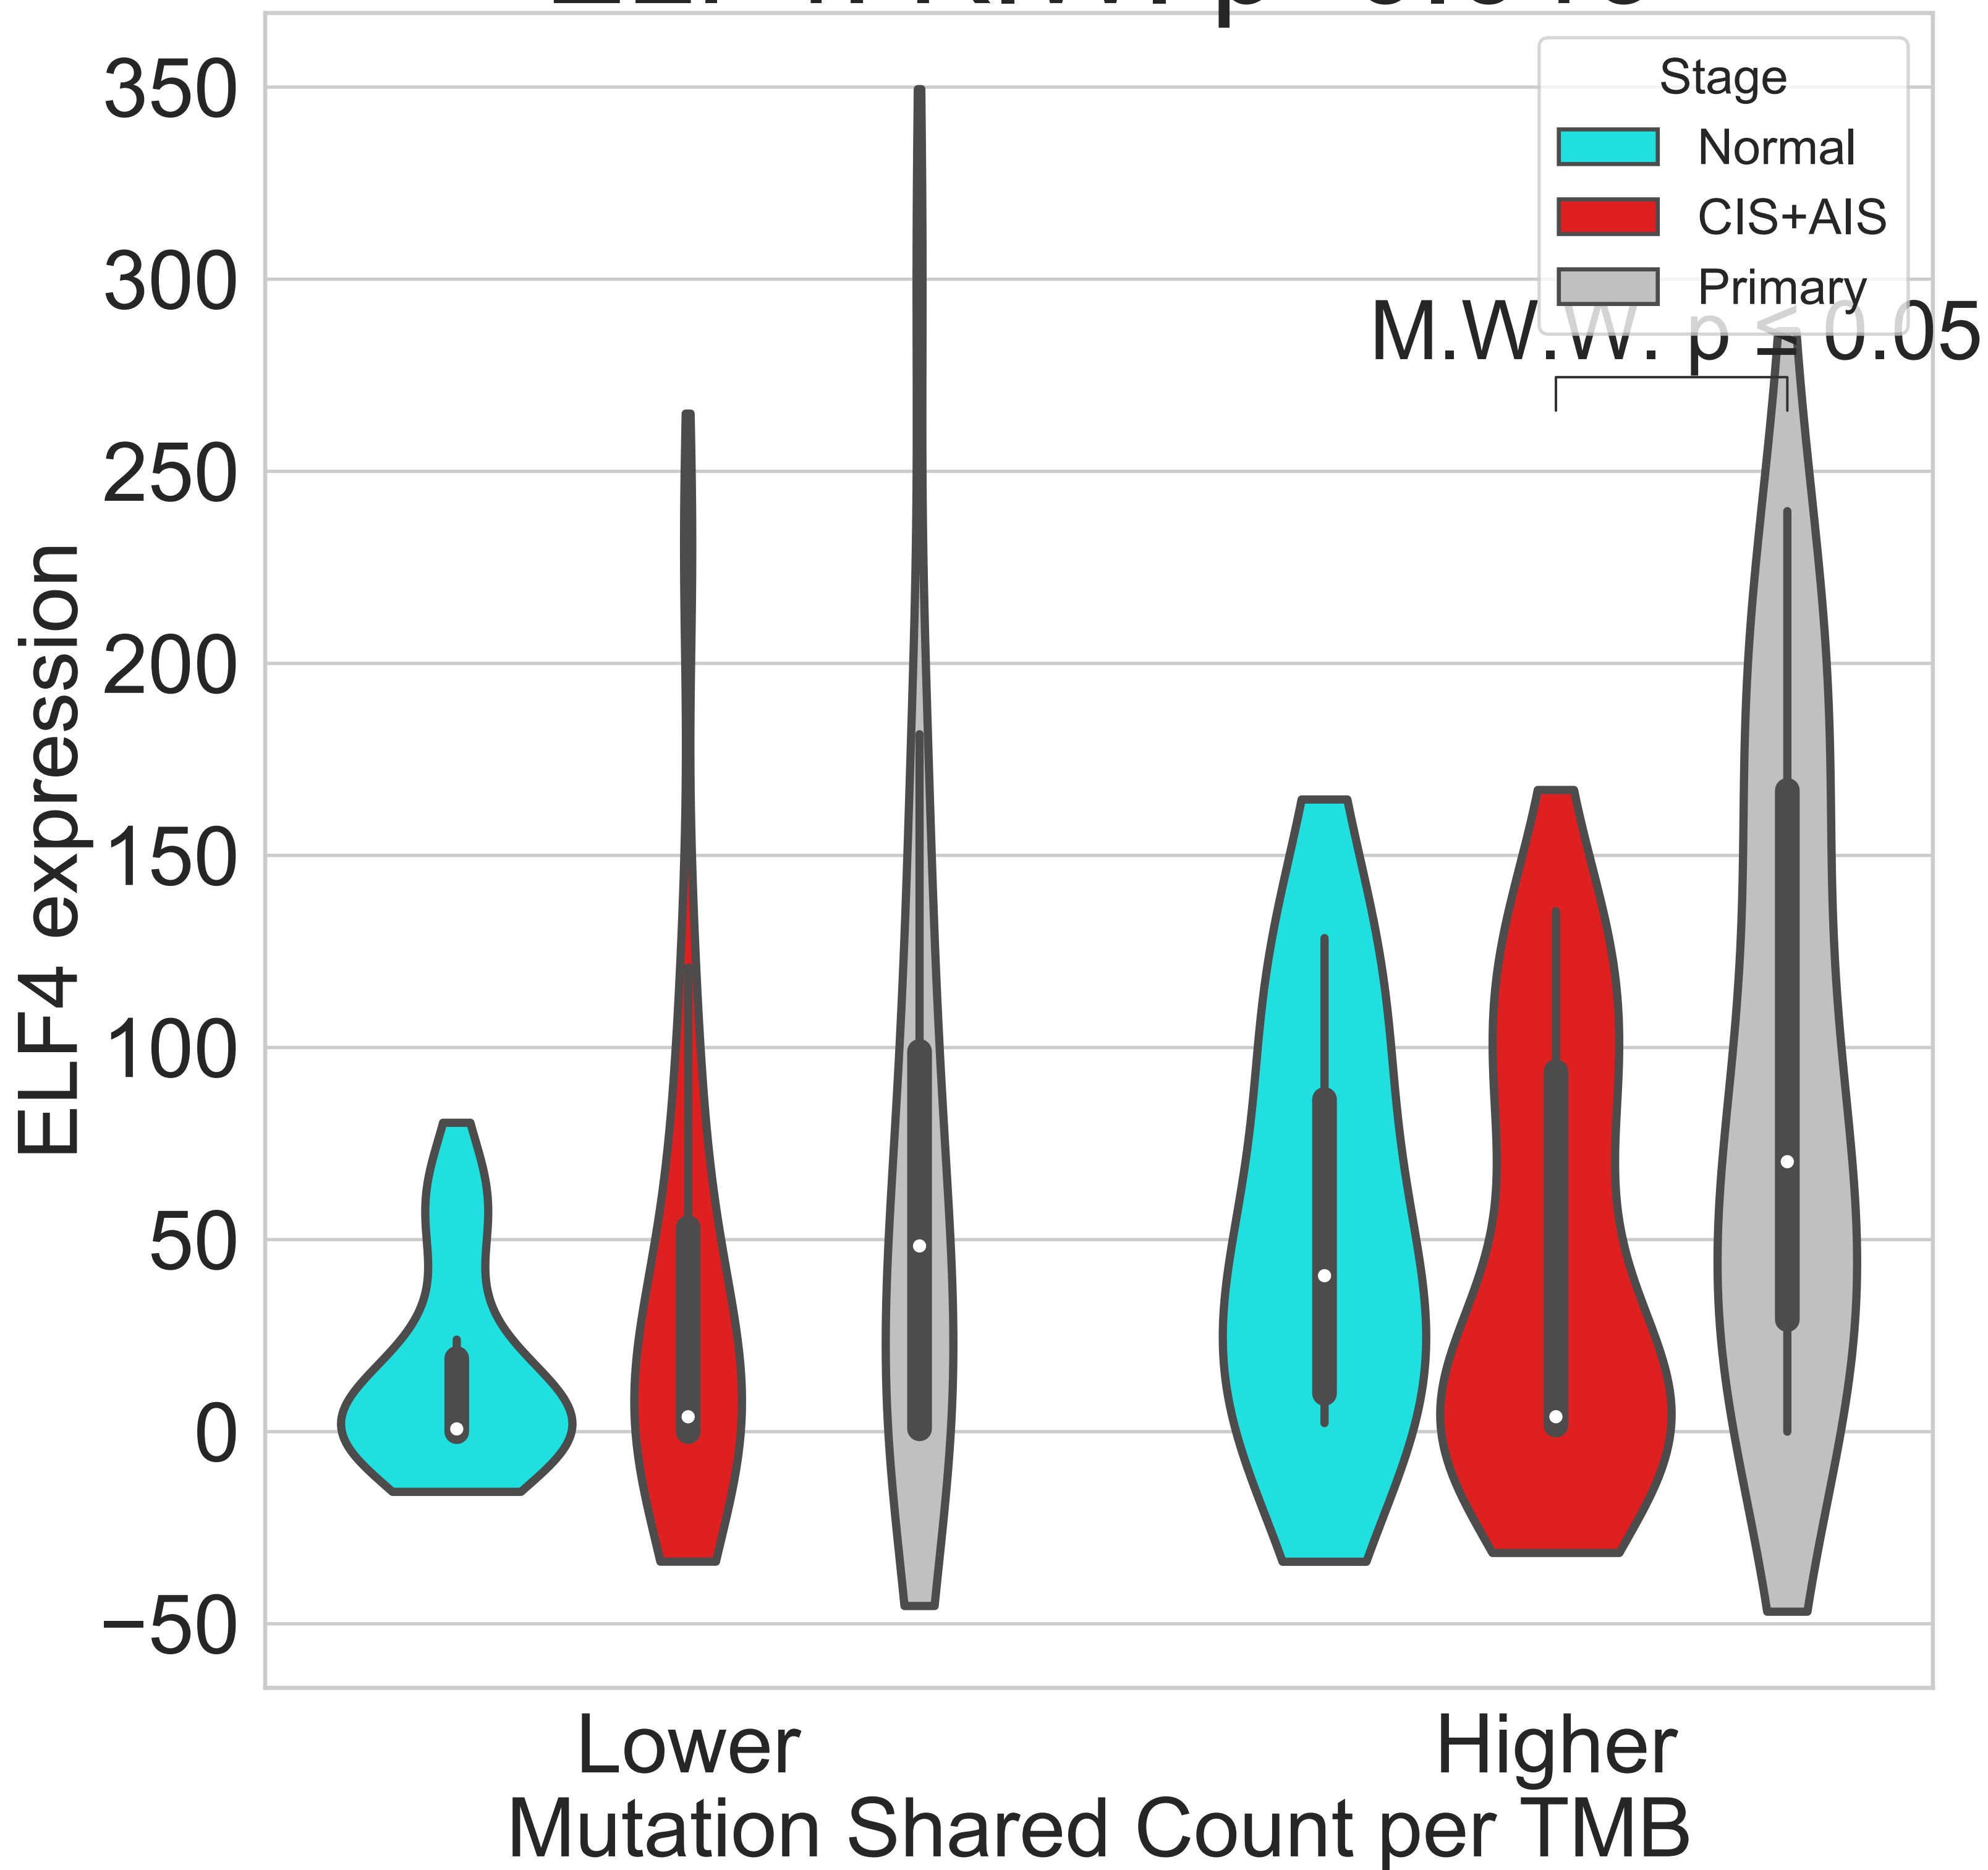 Stage
Normal
CIS+AIS
Primary
M.W.W. p ≤ 0.05
350
300
250
200
150
100
50
0
−50
ELF4 expression
Lower
Higher
Mutation Shared Count per TMB